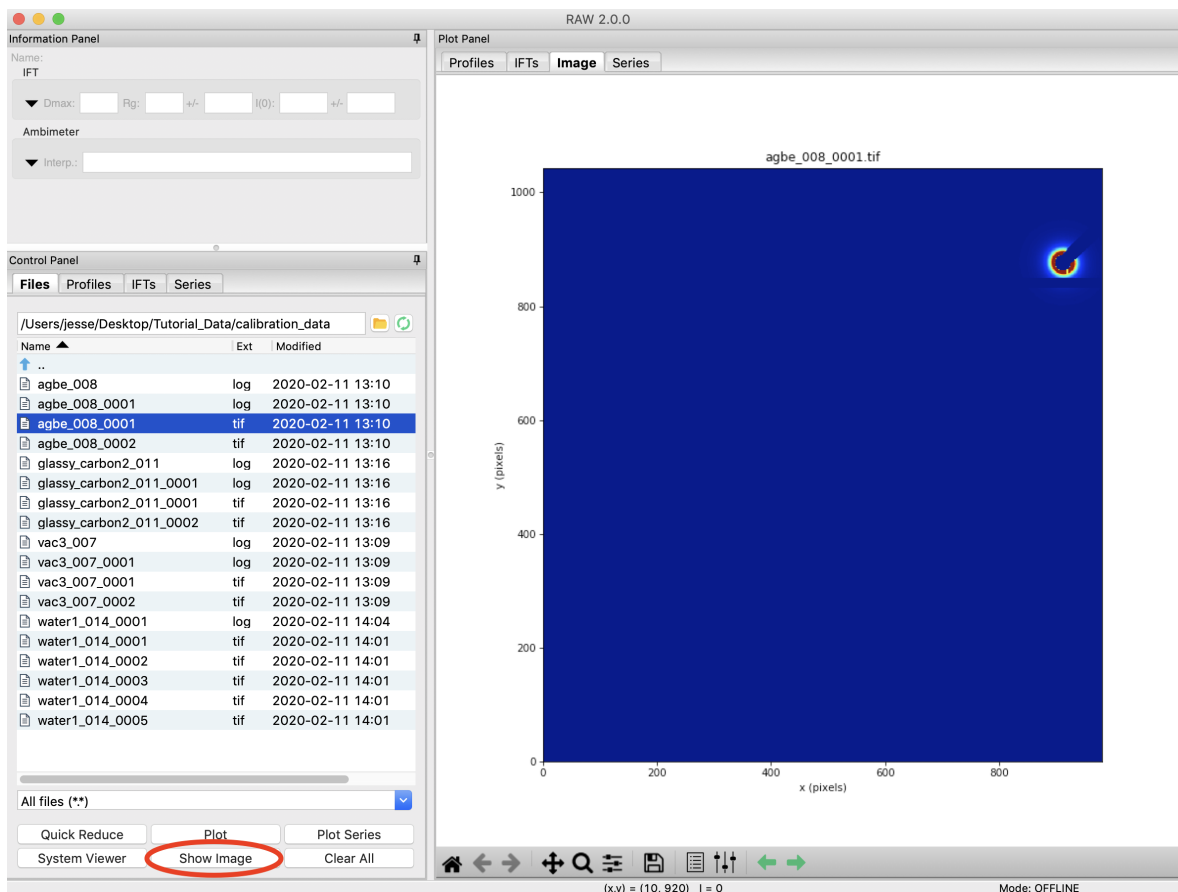 RAW 2.0.0
Information Panel
Name:
IFT
Dmax: Rg: +/- I(0): +/-
Ambimeter
Interp.:
Control Panel
Files Profiles IFTs Series
/Users/jesse/Desktop/Tutorial_Data/calibration_data
Name Ext Modified
..
agbe_008 log 2020-02-11 13:10
agbe_008_0001 log 2020-02-11 13:10
agbe_008_0001 tif 2020-02-11 13:10
agbe_008_0002 tif 2020-02-11 13:10
glassy_carbon2_011 log 2020-02-11 13:16
glassy_carbon2_011_0001 log 2020-02-11 13:16
glassy_carbon2_011_0001 tif 2020-02-11 13:16
glassy_carbon2_011_0002 tif 2020-02-11 13:16
vac3_007 log 2020-02-11 13:09
vac3_007_0001 log 2020-02-11 13:09
vac3_007_0001 tif 2020-02-11 13:09
vac3_007_0002 tif 2020-02-11 13:09
water1_014_0001 log 2020-02-11 14:04
water1_014_0001 tif 2020-02-11 14:01
water1_014_0002 tif 2020-02-11 14:01
water1_014_0003 tif 2020-02-11 14:01
water1_014_0004 tif 2020-02-11 14:01
water1_014_0005 tif 2020-02-11 14:01
All files (*.*)
Quick Reduce Plot Plot Series
System Viewer Show Image Clear All
Plot Panel
Profiles IFTs Image Series
agbe_008_0001.tif
1000
800
600
400
200
0
y (pixels)
0 200 400 600 800
x (pixels)
(x,y) = (10, 920) I = 0
Mode: OFFLINE